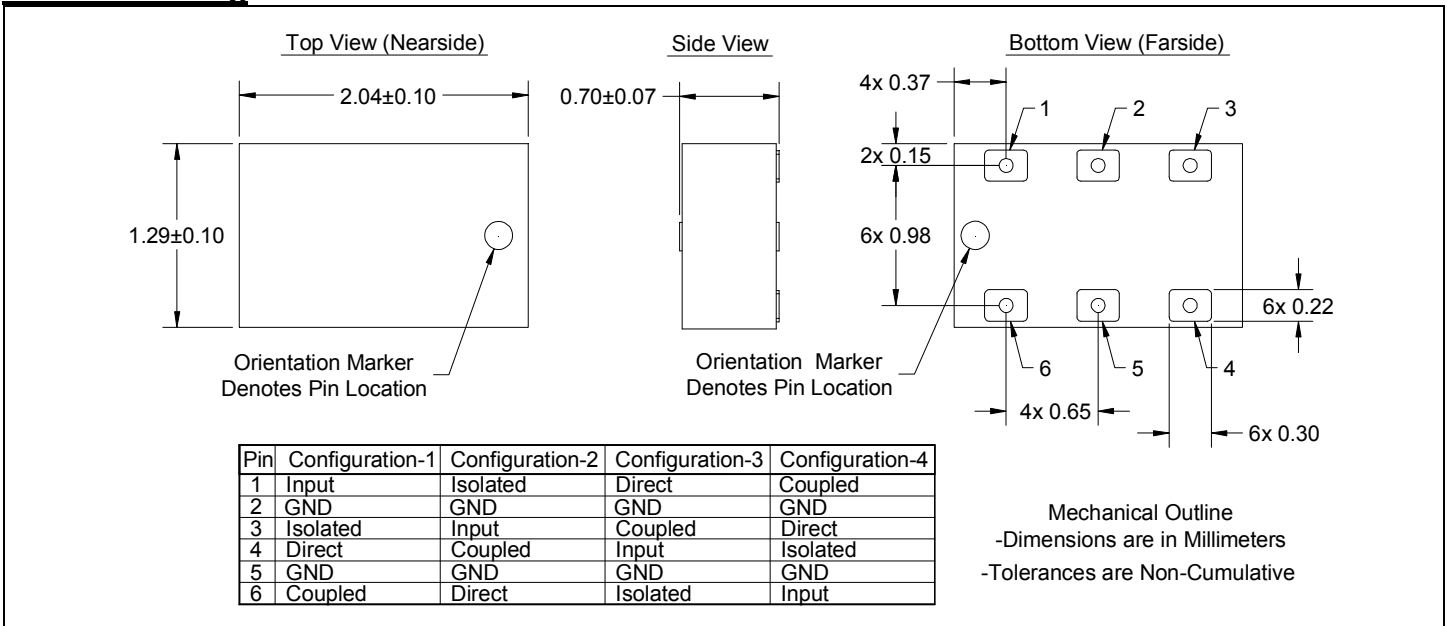 Top View (Nearside)
Side View
Bottom View (Farside)
2.04±0.10
0.70±0.07
4x 0.37
1
2
3
2x 0.15
1.29±0.10
6x 0.98
6x 0.22
Orientation Marker
Denotes Pin Location
Orientation Marker
Denotes Pin Location
6
5
4
4x 0.65
6x 0.30
Pin Configuration-1 Configuration-2 Configuration-3 Configuration-4
1 Input Isolated Direct Coupled
2 GND GND GND GND
3 Isolated Input Coupled Direct
4 Direct Coupled Input Isolated
5 GND GND GND GND
6 Coupled Direct Isolated Input
Mechanical Outline
-Dimensions are in Millimeters
-Tolerances are Non-Cumulative